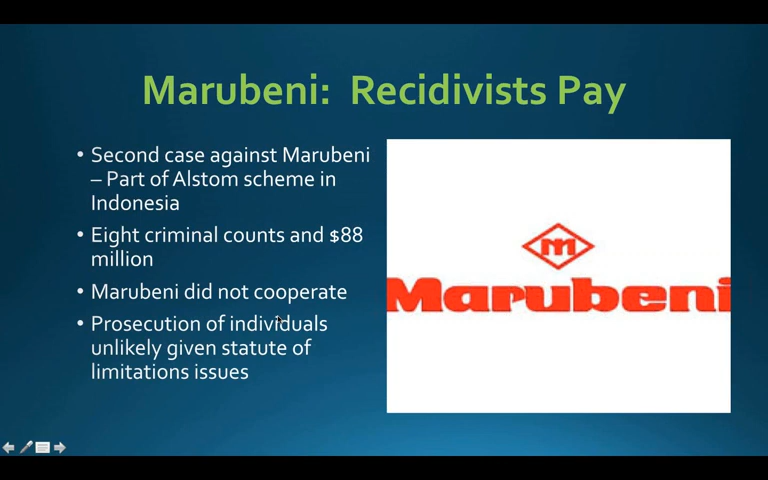 Marubeni:  Recidivists Pay
• Second case against Marubeni
– Part of Alstom scheme in
Indonesia
• Eight criminal counts and $88
million
• Marubeni did not cooperate
• Prosecution of individuals
unlikely given statute of
limitations issues
m
Marubeni